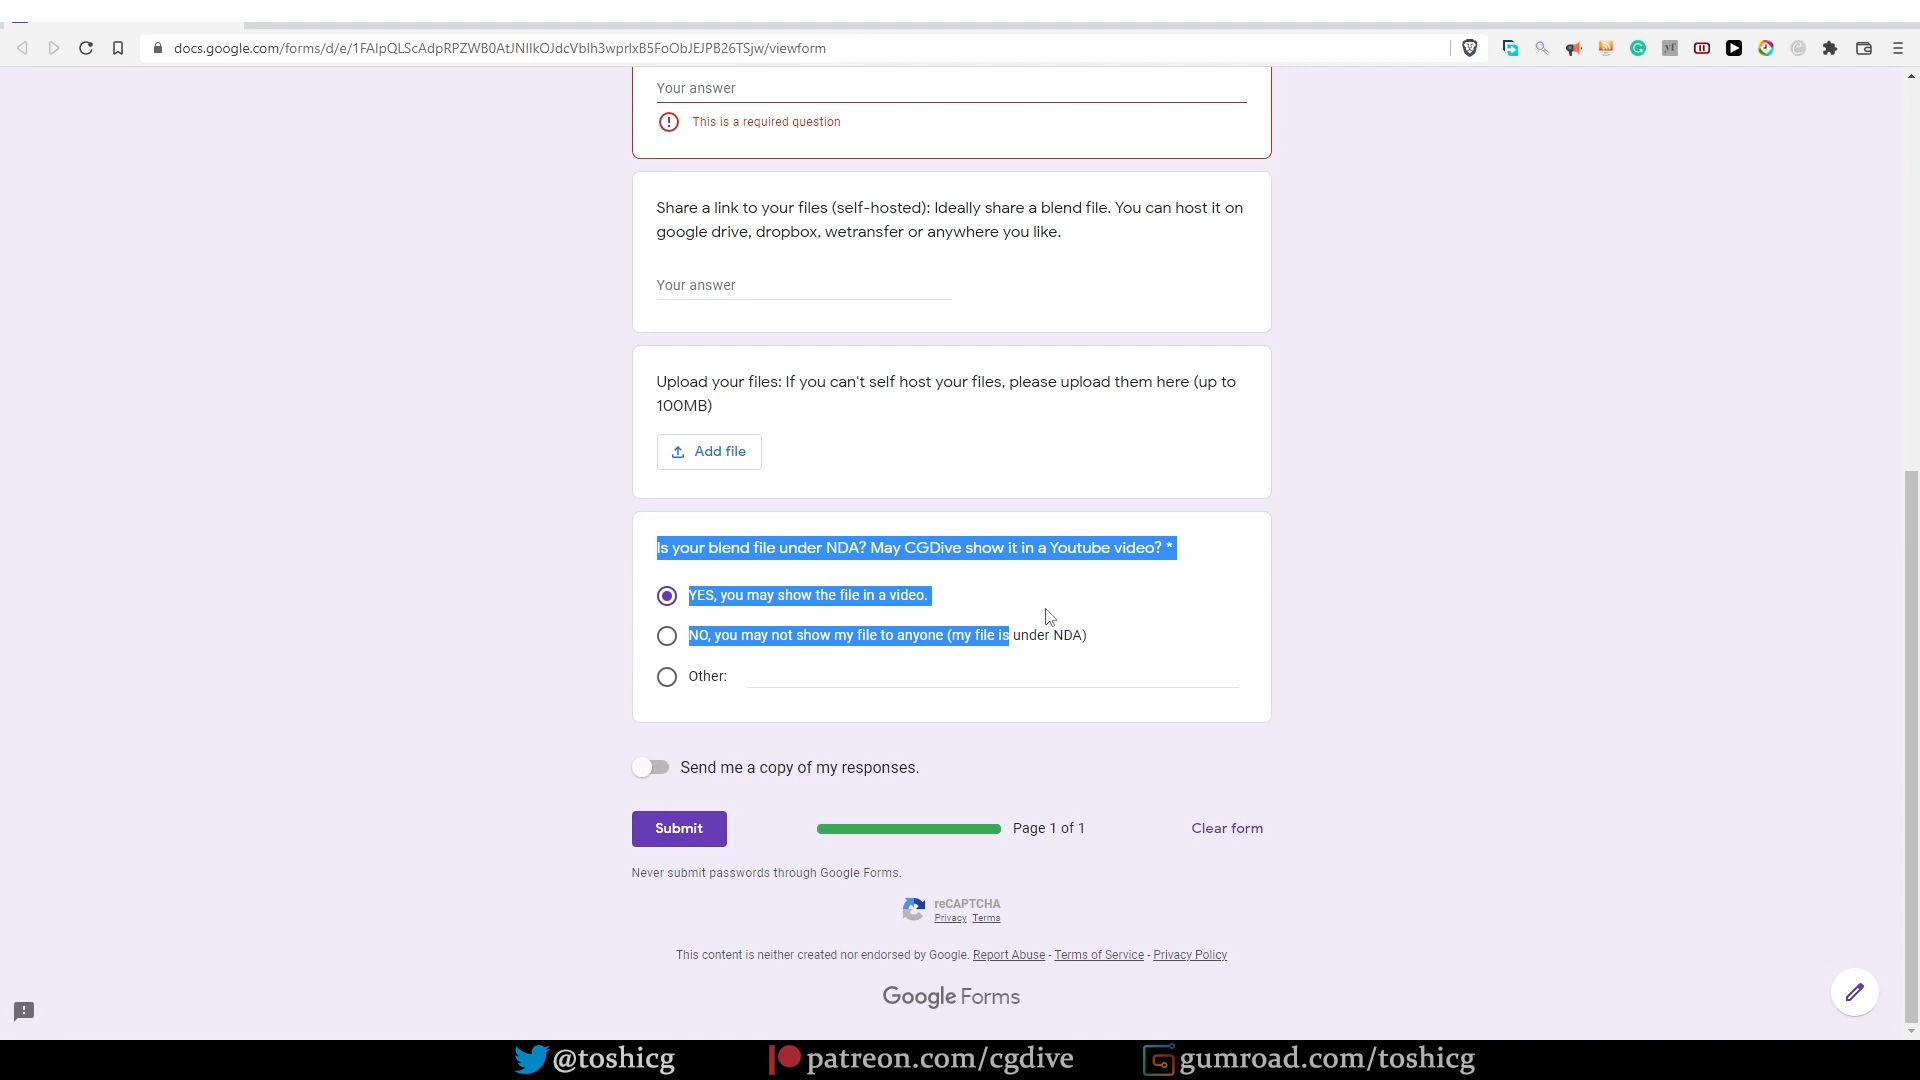 docs.google.com/forms/d/e/1FAIpQLScAdpRPZWB0AtJNIIkOJdcVbIh3wprlxB5FoObJEJPB26TSjw/viewform
Your answer
This is a required question
Share a link to your files (self-hosted): Ideally share a blend file. You can host it on
google drive, dropbox, wetransfer or anywhere you like.
Your answer
Upload your files: If you can't self host your files, please upload them here (up to
100MB)
Add file
Is your blend file under NDA? May CGDive show it in a Youtube video? *
YES, you may show the file in a video.
NO, you may not show my file to anyone (my file is under NDA)
Other:
Send me a copy of my responses.
Submit
Page 1 of 1
Clear form
Never submit passwords through Google Forms.
reCAPTCHA
Privacy Terms
This content is neither created nor endorsed by Google. Report Abuse - Terms of Service - Privacy Policy
Google Forms
@toshicg patreon.com/cgdive gumroad.com/toshicg